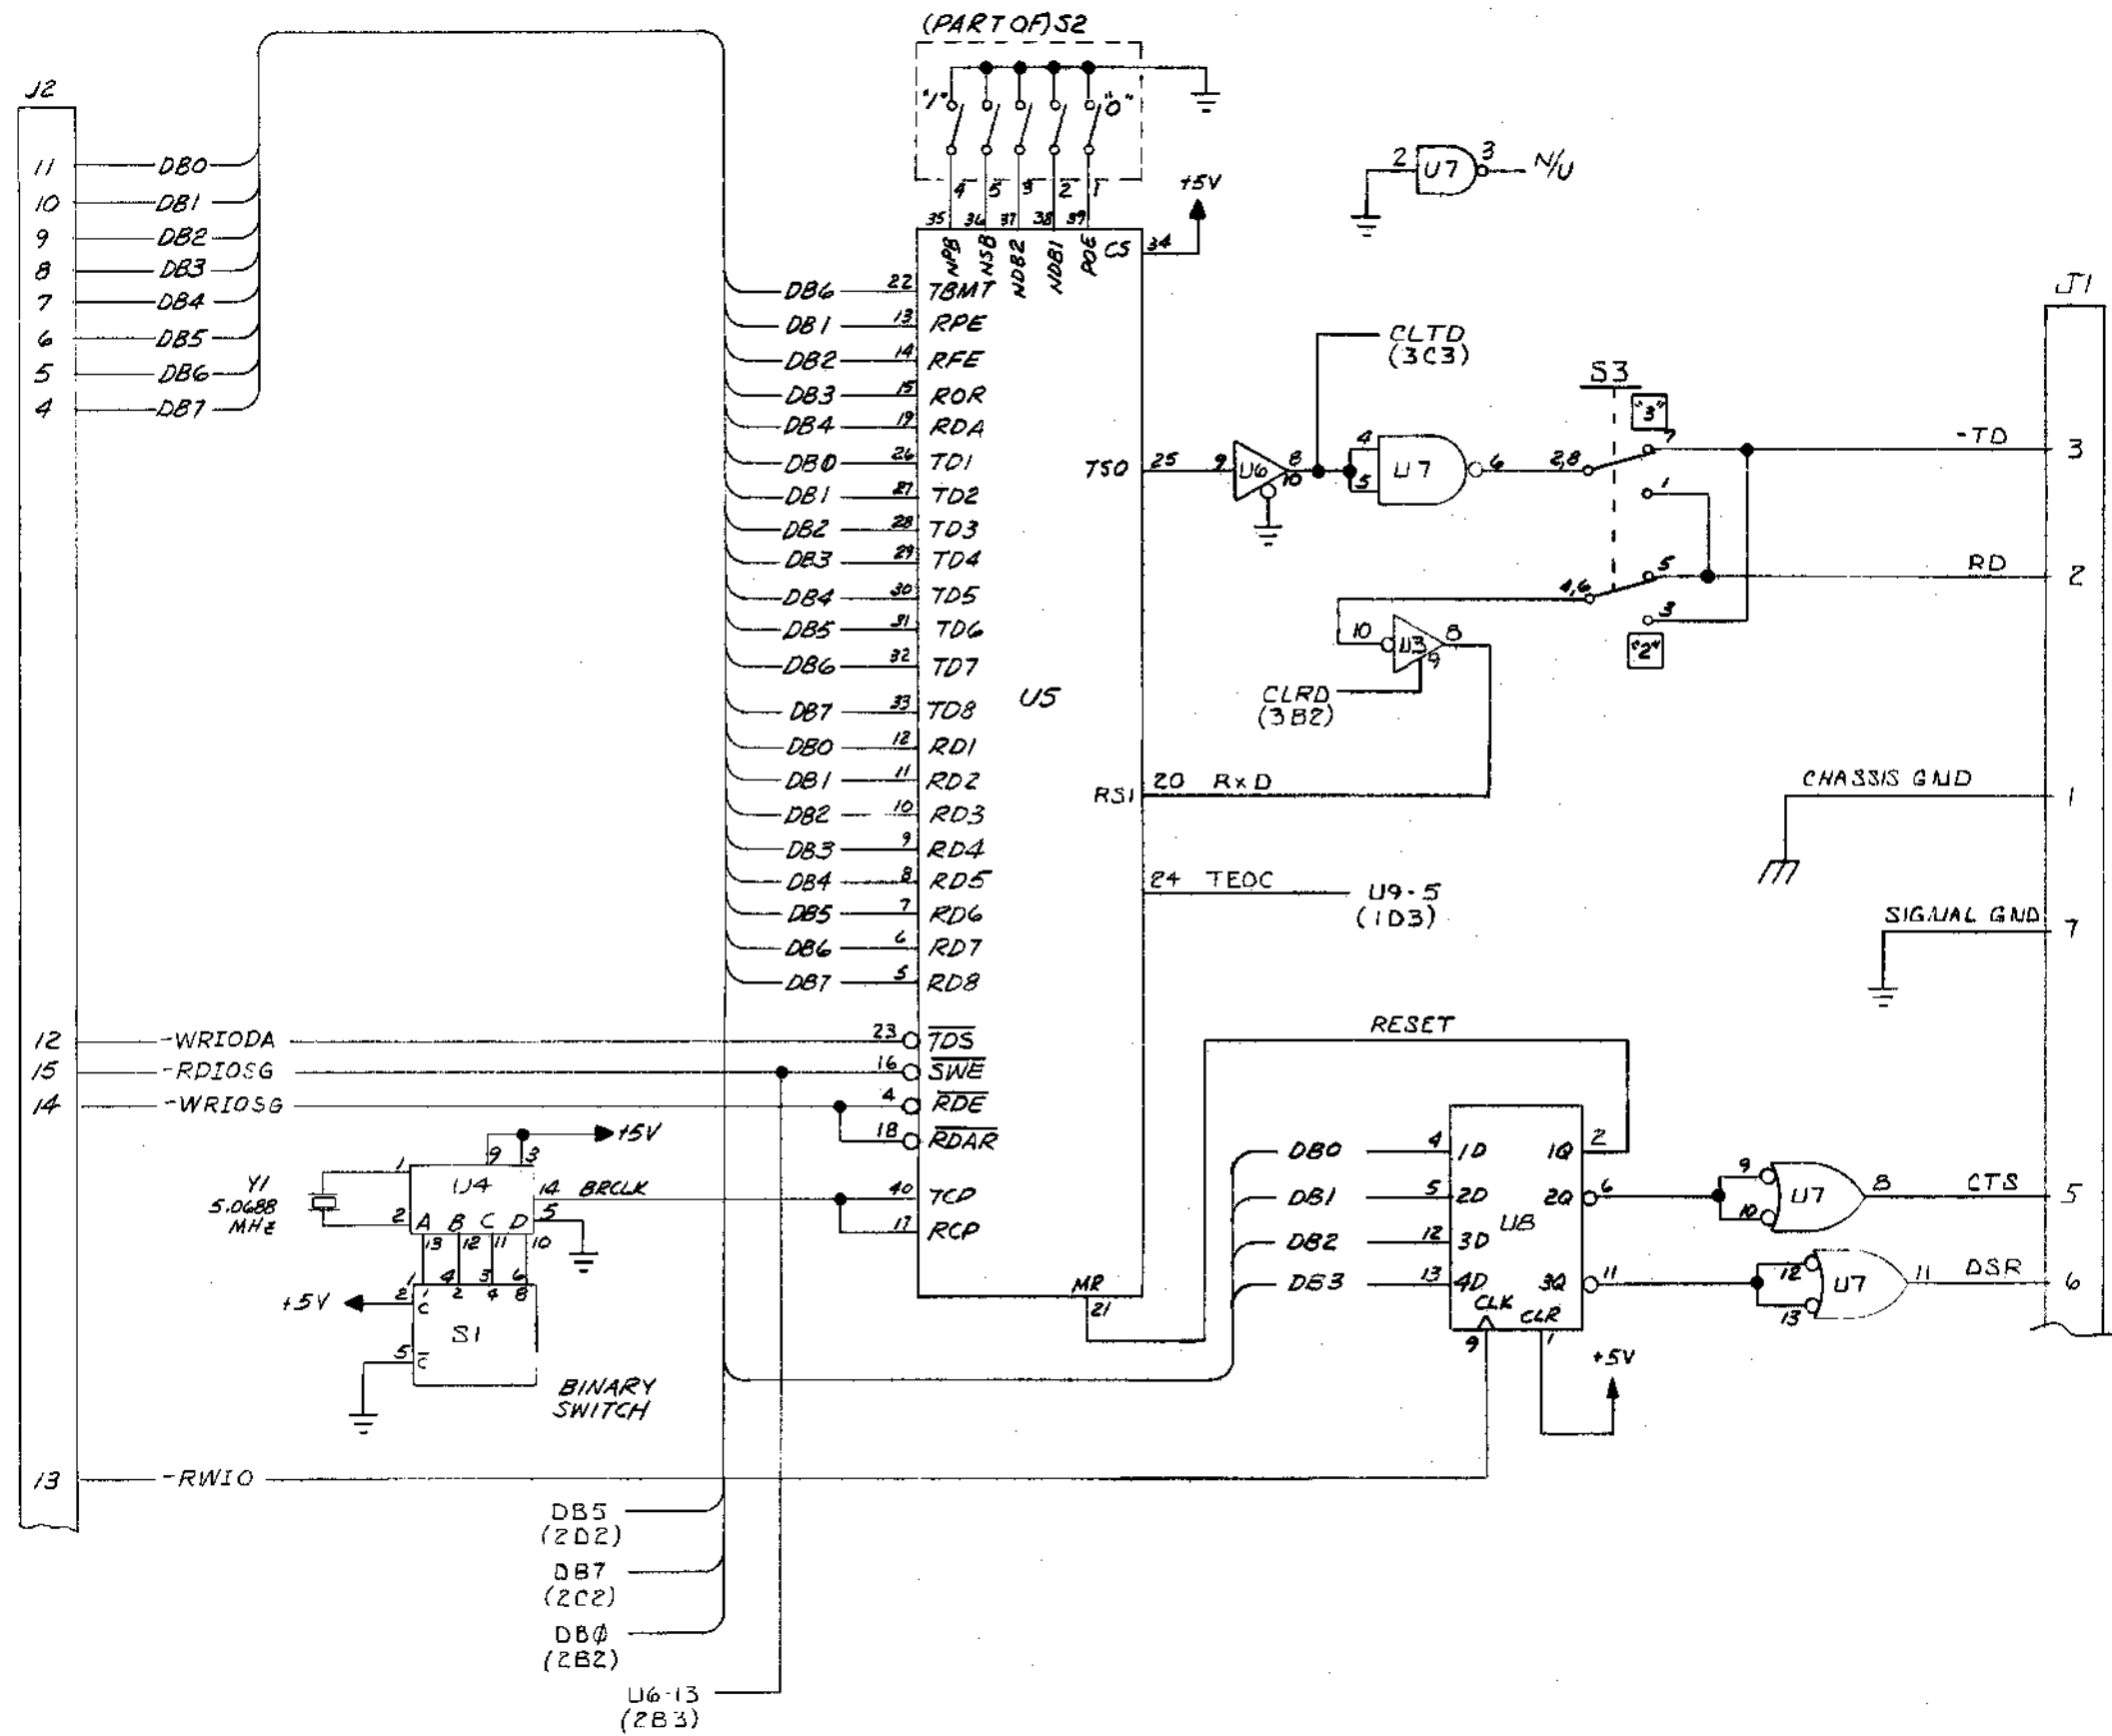 (PART OF) S2
"1" "0"
4 5 3 2 1
35 36 37 38 39
NPB NSB NDB2 NDB1 POE CS 34 +5V
2 U7 3 N/U
J2
11 DB0
10 DB1
9 DB2
8 DB3
7 DB4
6 DB5
5 DB6
4 DB7
DB6 22 TBMT
DB1 13 RPE
DB2 14 RFE
DB3 15 ROR
DB4 19 RDA
DB0 26 TD1
DB1 27 TD2
DB2 28 TD3
DB3 29 TD4
DB4 30 TD5
DB5 31 TD6
DB6 32 TD7
DB7 33 TD8
DB0 12 RD1
DB1 11 RD2
DB2 10 RD3
DB3 9 RD4
DB4 8 RD5
DB5 7 RD6
DB6 6 RD7
DB7 5 RD8
U5
12 -WRIODA 23 TDS
15 -RDIOSG 16 SWE
14 -WRIOSG 4 RDE
18 RDAR
40 TCP
17 RCP
MR
21
TSO 25 9 U6 8
10
CLTD
(3C3)
4
5 U7 6
2,8
S3
"3"
7
1
5
4,6
3
"2"
10 U3 8
9
CLRD
(3B2)
RSI 20 RxD
24 TEOC U9-5
(1D3)
J1
-TD 3
RD 2
CHASSIS GND 1
SIGNAL GND 7
RESET
DB0 4 1D 1Q 2
DB1 5 2D 2Q 6
DB2 12 3D
DB3 13 4D 3Q 11
U8
CLK CLR
9 1
+5V
9
10 U7 8 CTS 5
12
13 U7 11 DSR 6
+5V
9 3
Y1
5.0688
MHz
1
2
U4
14 BRCLK
5
A B C D
13 12 11 10
1 4 3 6
+5V 2 C 1 2 4 8
S1
5 C
BINARY
SWITCH
13 -RWIO
DB5
(2D2)
DB7
(2C2)
DBØ
(2B2)
U6-13
(2B3)